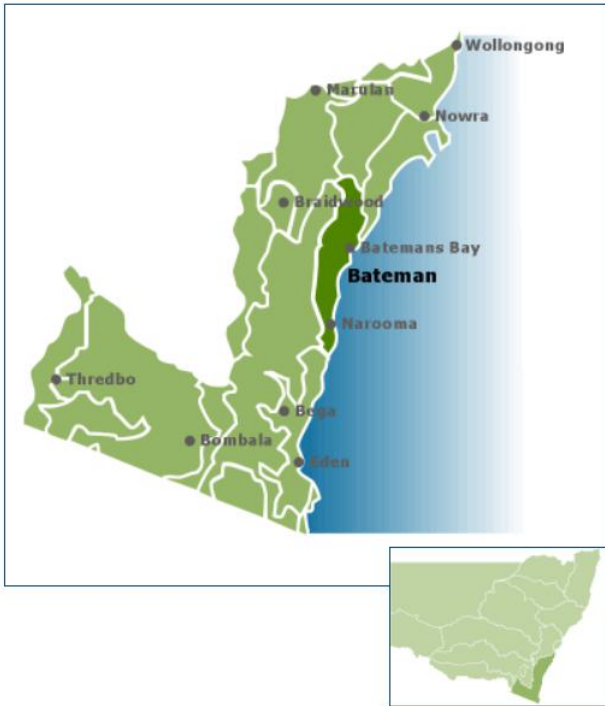 Wollongong
Marulan
Nowra
Braidwood
Batemans Bay
Bateman
Narooma
Thredbo
Bega
Bombala
Eden